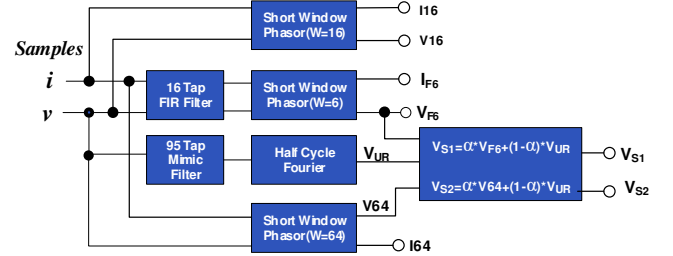 Samples
i
v
Short Window
Phasor(W=16)
I16
V16
16 Tap
FIR Filter
Short Window
Phasor(W=6)
IF6
VF6
95 Tap
Mimic
Filter
Half Cycle
Fourier
VUR
VS1=α*VF6+(1-α)*VUR
VS2=α*V64+(1-α)*VUR
VS1
VS2
Short Window
Phasor(W=64)
V64
I64